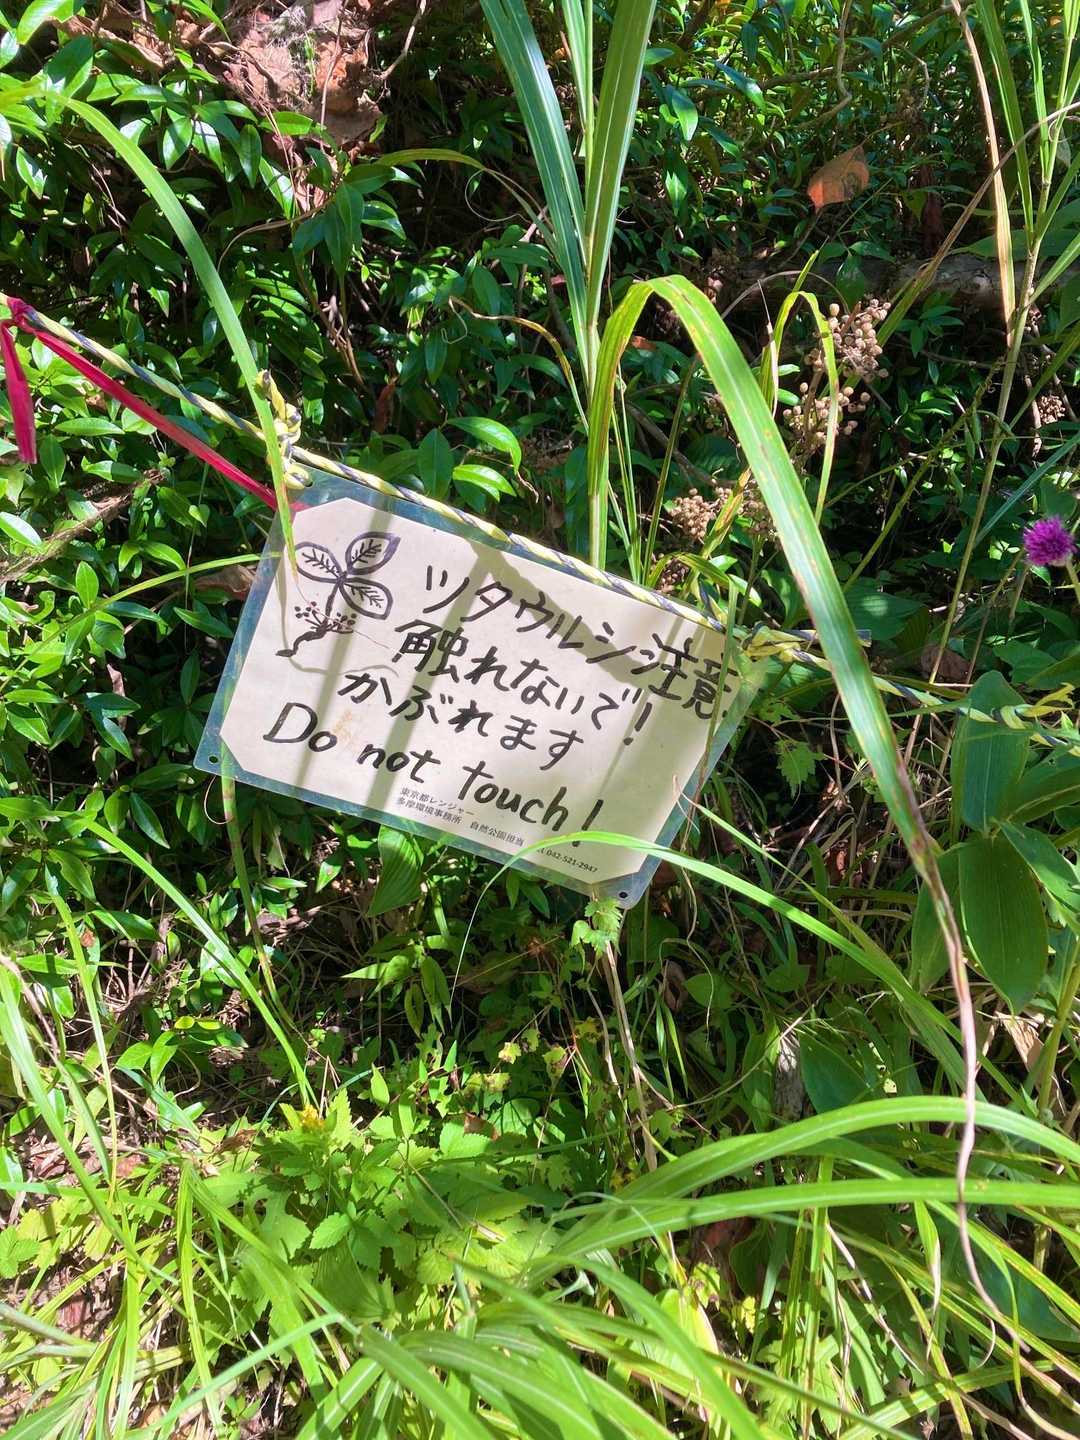 ツタウルシ注意.
触れないで!
かぶれます
Do not touch!
東京都レンジャー
多摩環境事務所 自然公園担当 042-521-2947